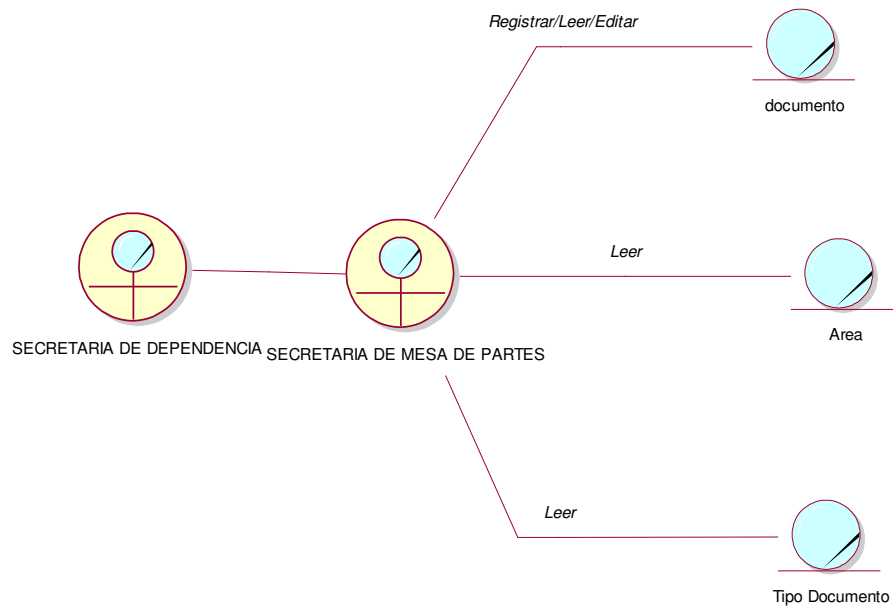 Registrar/Leer/Editar
documento
Leer
Area
SECRETARIA DE DEPENDENCIA
SECRETARIA DE MESA DE PARTES
Leer
Tipo Documento